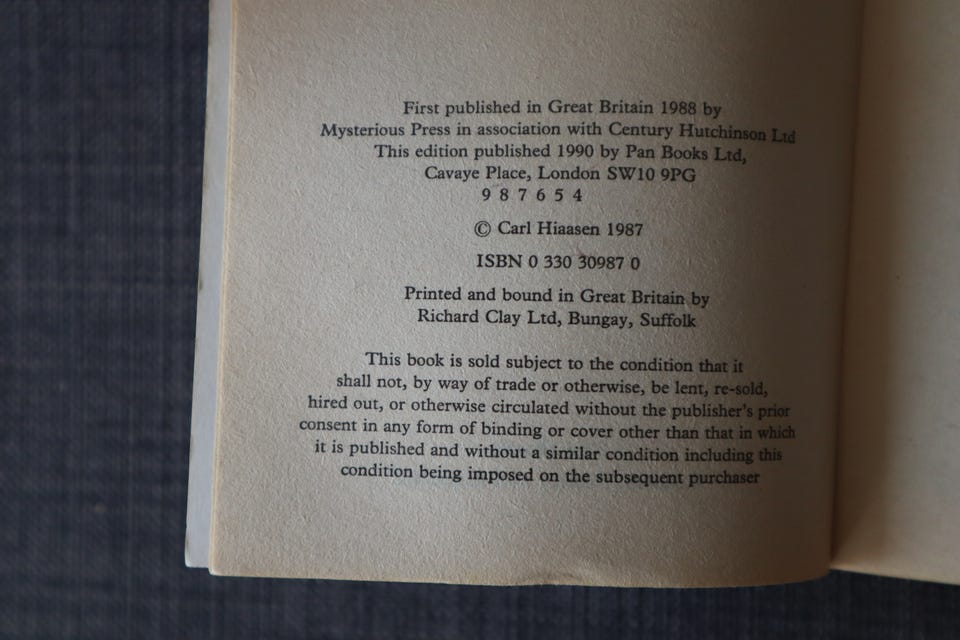 First published in Great Britain 1988 by
Mysterious Press in association with Century Hutchinson Ltd
This edition published 1990 by Pan Books Ltd,
Cavaye Place, London SW10 9PG
9 8 7 6 5 4
© Carl Hiaasen 1987
ISBN 0 330 30987 0
Printed and bound in Great Britain by
Richard Clay Ltd, Bungay, Suffolk
This book is sold subject to the condition that it
shall not, by way of trade or otherwise, be lent, re-sold,
hired out, or otherwise circulated without the publisher's prior
consent in any form of binding or cover other than that in which
it is published and without a similar condition including this
condition being imposed on the subsequent purchaser